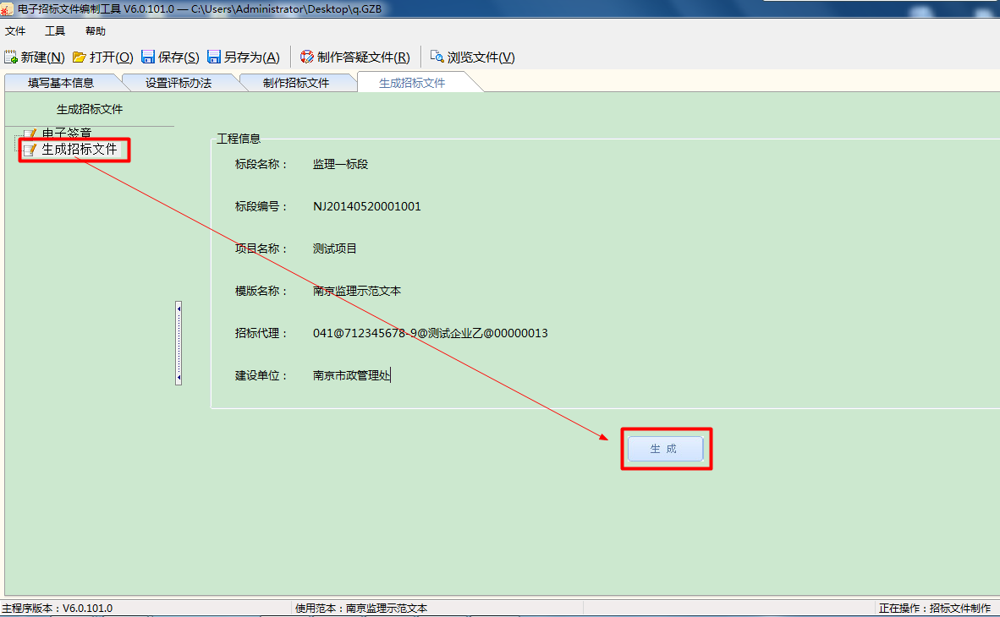 电子招标文件编制工具 V6.0.101.0 — C:\Users\Administrator\Desktop\q.GZB
文件 工具 帮助
新建(N) 打开(O) 保存(S) 另存为(A) 制作答疑文件(R) 浏览文件(V)
填写基本信息 设置评标办法 制作招标文件 生成招标文件
生成招标文件
电子签章
生成招标文件
工程信息
标段名称： 监理一标段
标段编号： NJ20140520001001
项目名称： 测试项目
模版名称： 南京监理示范文本
招标代理： 041@712345678-9@测试企业乙@00000013
建设单位： 南京市政管理处
生 成
主程序版本：V6.0.101.0 使用范本：南京监理示范文本 正在操作：招标文件制作